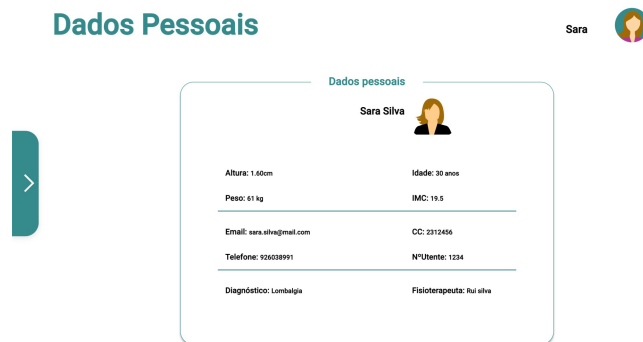 Dados Pessoais
Sara
Dados pessoais
Sara Silva
Altura: 1.60cm
Idade: 30 anos
Peso: 61 kg
IMC: 19.5
Email: sara.silva@mail.com
CC: 2312456
Telefone: 926038991
NºUtente: 1234
Diagnóstico: Lombalgia
Fisioterapeuta: Rui silva